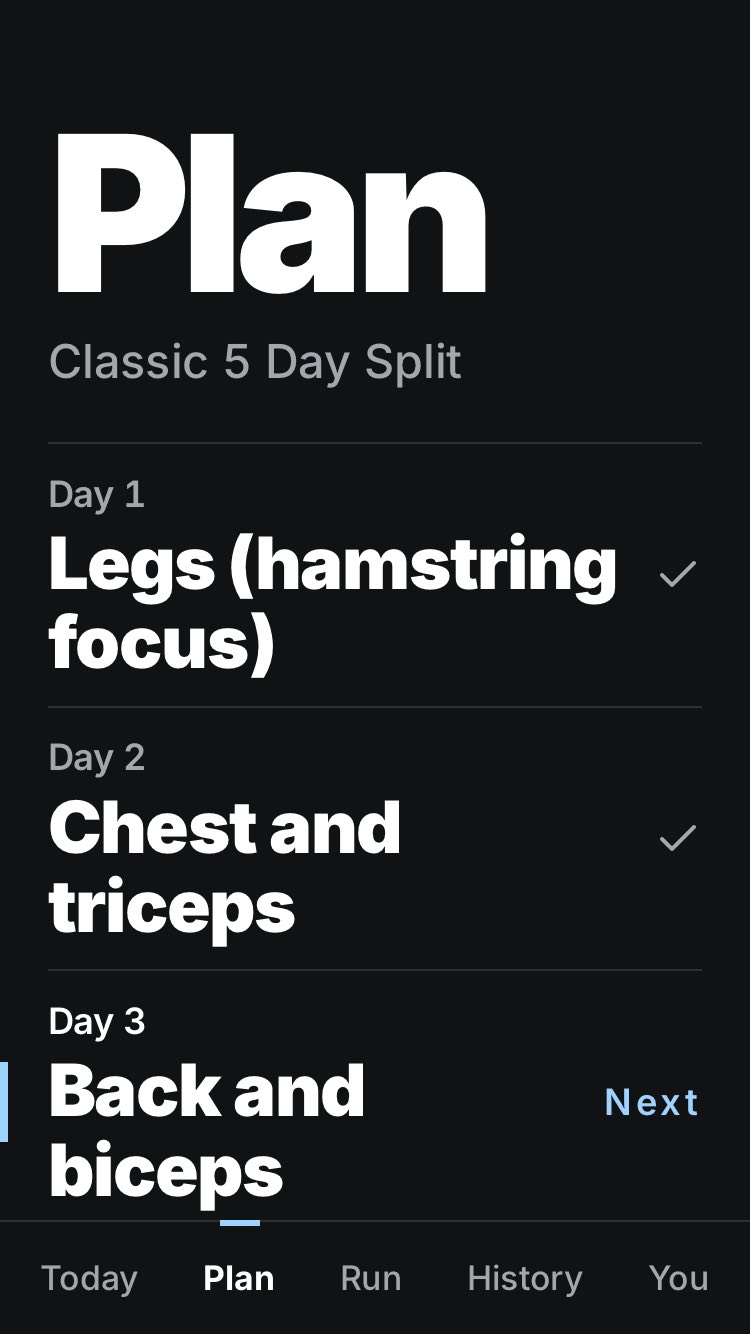 Plan
Classic 5 Day Split
Day 1
Legs (hamstring
focus)
Day 2
Chest and
triceps
Day 3
Back and
biceps
Next
Today
Plan
Run
History
You